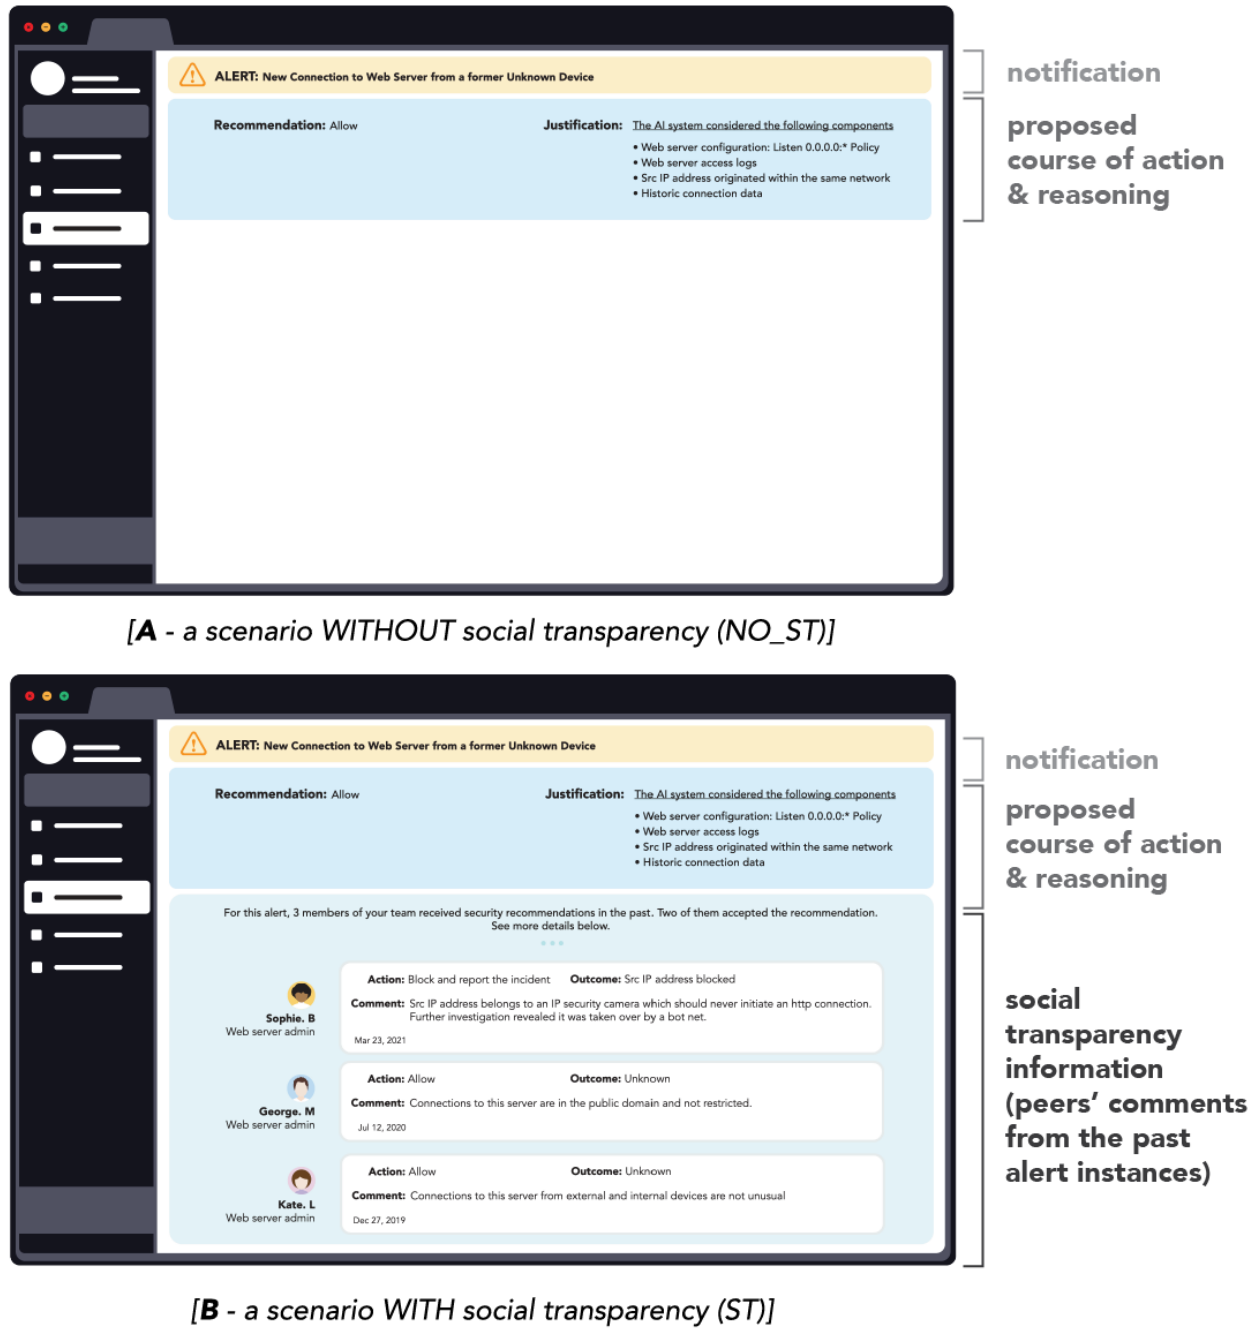 ALERT: New Connection to Web Server from a former Unknown Device
notification
Recommendation: Allow
Justification: The AI system considered the following components
• Web server configuration: Listen 0.0.0.0:* Policy
• Web server access logs
• Src IP address originated within the same network
• Historic connection data
proposed
course of action
& reasoning
[A - a scenario WITHOUT social transparency (NO_ST)]
ALERT: New Connection to Web Server from a former Unknown Device
notification
Recommendation: Allow
Justification: The AI system considered the following components
• Web server configuration: Listen 0.0.0.0:* Policy
• Web server access logs
• Src IP address originated within the same network
• Historic connection data
proposed
course of action
& reasoning
For this alert, 3 members of your team received security recommendations in the past. Two of them accepted the recommendation.
See more details below.
Sophie. B
Web server admin
Action: Block and report the incident Outcome: Src IP address blocked
Comment: Src IP address belongs to an IP security camera which should never initiate an http connection.
Further investigation revealed it was taken over by a bot net.
Mar 23, 2021
George. M
Web server admin
Action: Allow Outcome: Unknown
Comment: Connections to this server are in the public domain and not restricted.
Jul 12, 2020
Kate. L
Web server admin
Action: Allow Outcome: Unknown
Comment: Connections to this server from external and internal devices are not unusual
Dec 27, 2019
social
transparency
information
(peers' comments
from the past
alert instances)
[B - a scenario WITH social transparency (ST)]